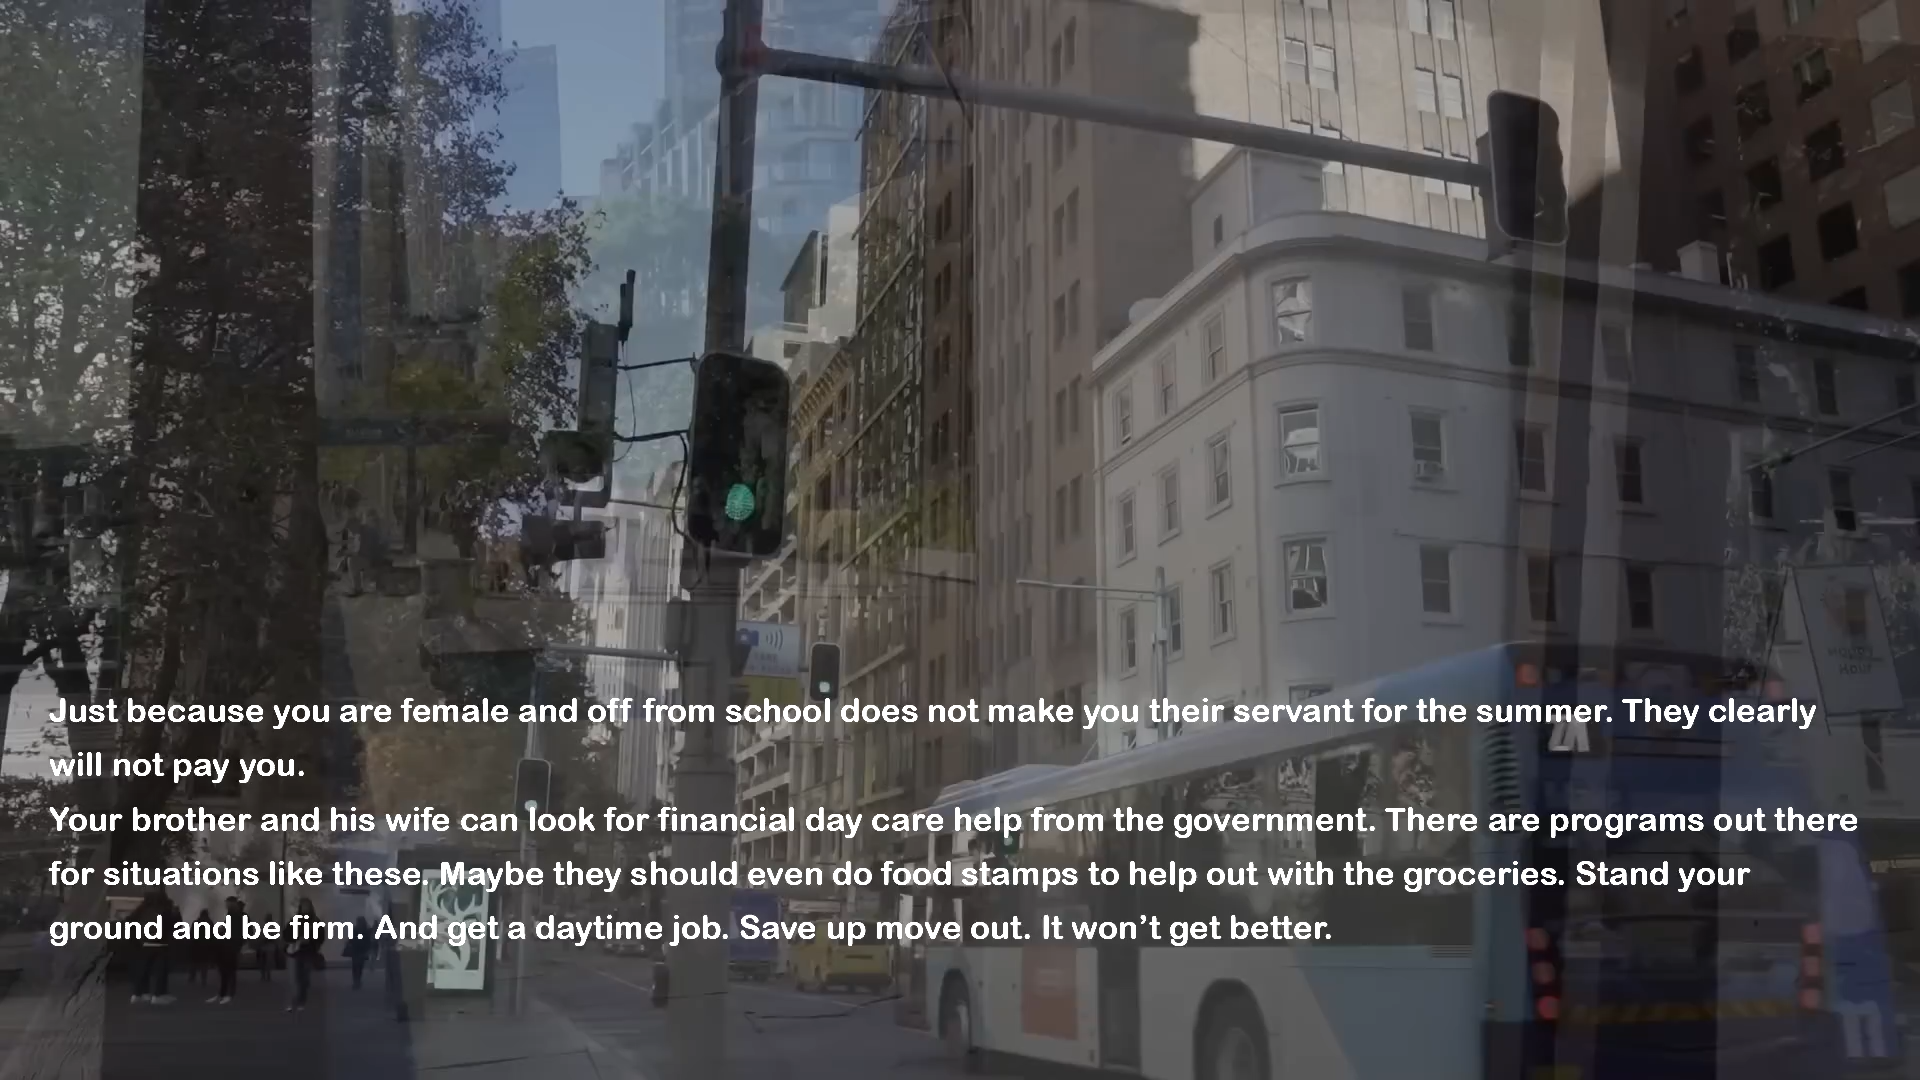 Just because you are female and off from school does not make you their servant for the summer. They clearly
will not pay you.
Your brother and his wife can look for financial day care help from the government. There are programs out there
for situations like these. Maybe they should even do food stamps to help out with the groceries. Stand your
ground and be firm. And get a daytime job. Save up move out. It won’t get better.